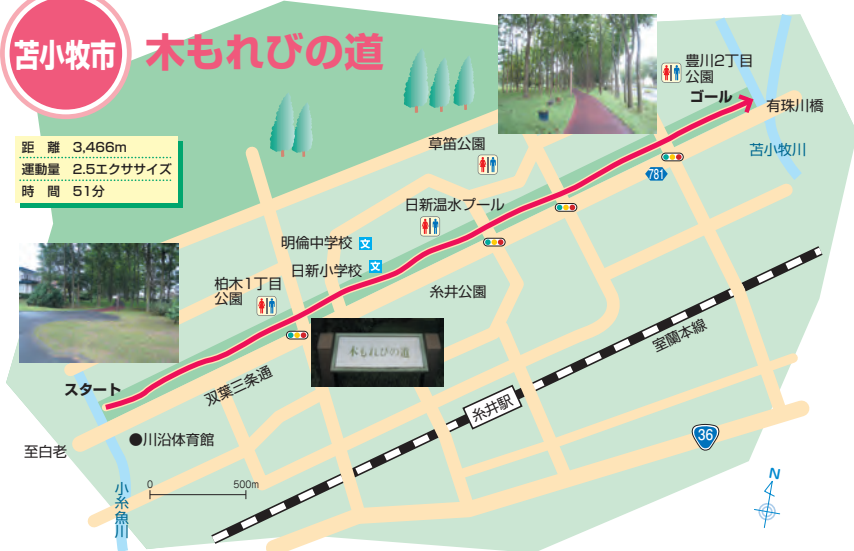 苫小牧市
木もれびの道
距 離 3,466m
運動量 2.5エクササイズ
時 間 51分
豊川2丁目
公園
ゴール
有珠川橋
苫小牧川
781
草笛公園
日新温水プール
明倫中学校
文
日新小学校
文
柏木1丁目
公園
糸井公園
木もれびの道
室蘭本線
スタート
双葉三条通
糸井駅
36
川沿体育館
至白老
小糸魚川
0 500m
N